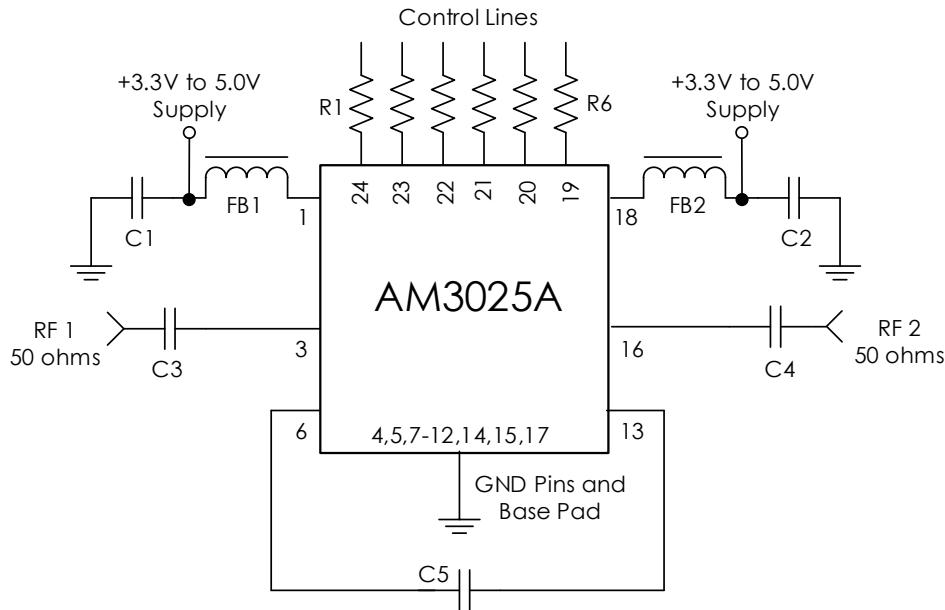 Control Lines
+3.3V to 5.0V
Supply
+3.3V to 5.0V
Supply
R1
R6
24
23
22
21
20
19
FB1
1
18
FB2
C1
C2
AM3025A
RF 1
50 ohms
C3
3
16
C4
RF 2
50 ohms
6
4,5,7-12,14,15,17
13
GND Pins and
Base Pad
C5